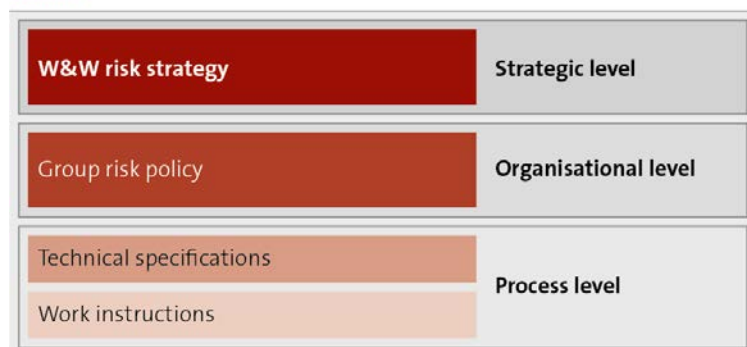 W&W risk strategy
Strategic level
Group risk policy
Organisational level
Technical specifications
Process level
Work instructions